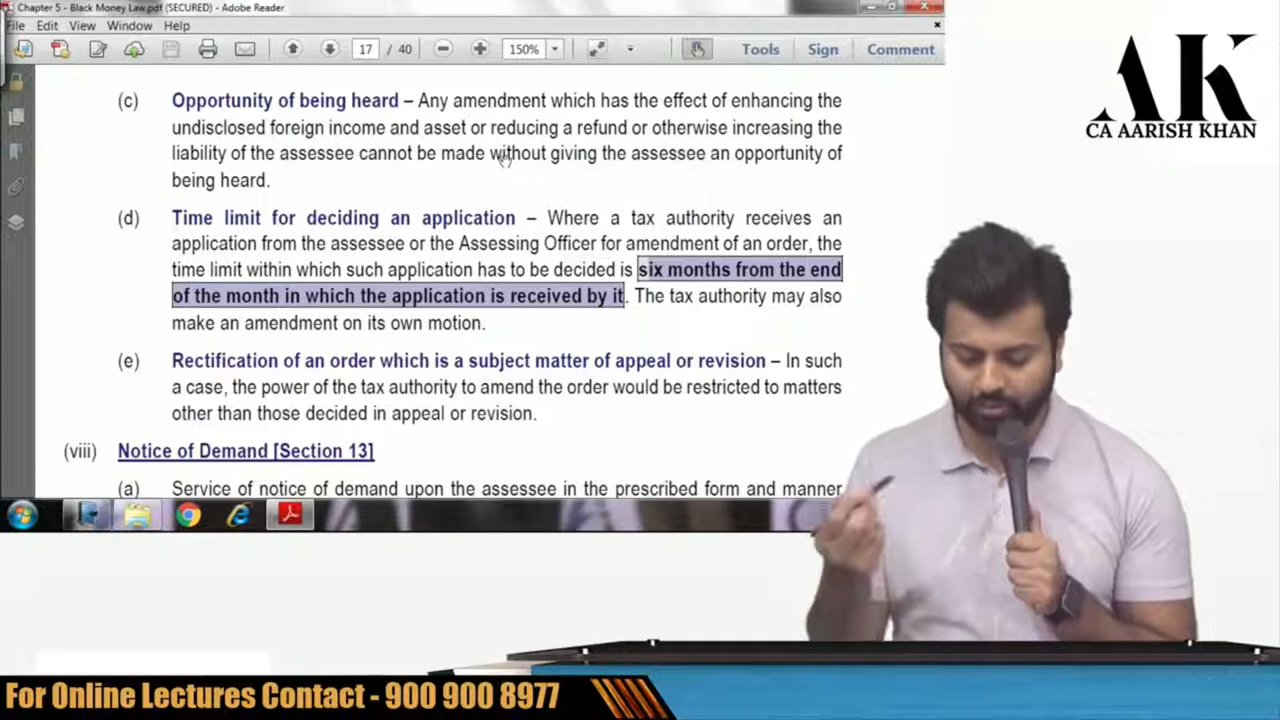 Chapter 5 - Black Money Law.pdf (SECURED) - Adobe Reader
File Edit View Window Help
17 / 40 150% Tools Sign Comment
(c) Opportunity of being heard – Any amendment which has the effect of enhancing the
undisclosed foreign income and asset or reducing a refund or otherwise increasing the
liability of the assessee cannot be made without giving the assessee an opportunity of
being heard.
(d) Time limit for deciding an application – Where a tax authority receives an
application from the assessee or the Assessing Officer for amendment of an order, the
time limit within which such application has to be decided is six months from the end
of the month in which the application is received by it. The tax authority may also
make an amendment on its own motion.
(e) Rectification of an order which is a subject matter of appeal or revision – In such
a case, the power of the tax authority to amend the order would be restricted to matters
other than those decided in appeal or revision.
(viii) Notice of Demand [Section 13]
(a) Service of notice of demand upon the assessee in the prescribed form and manner
AK
CA AARISH KHAN
For Online Lectures Contact - 900 900 8977